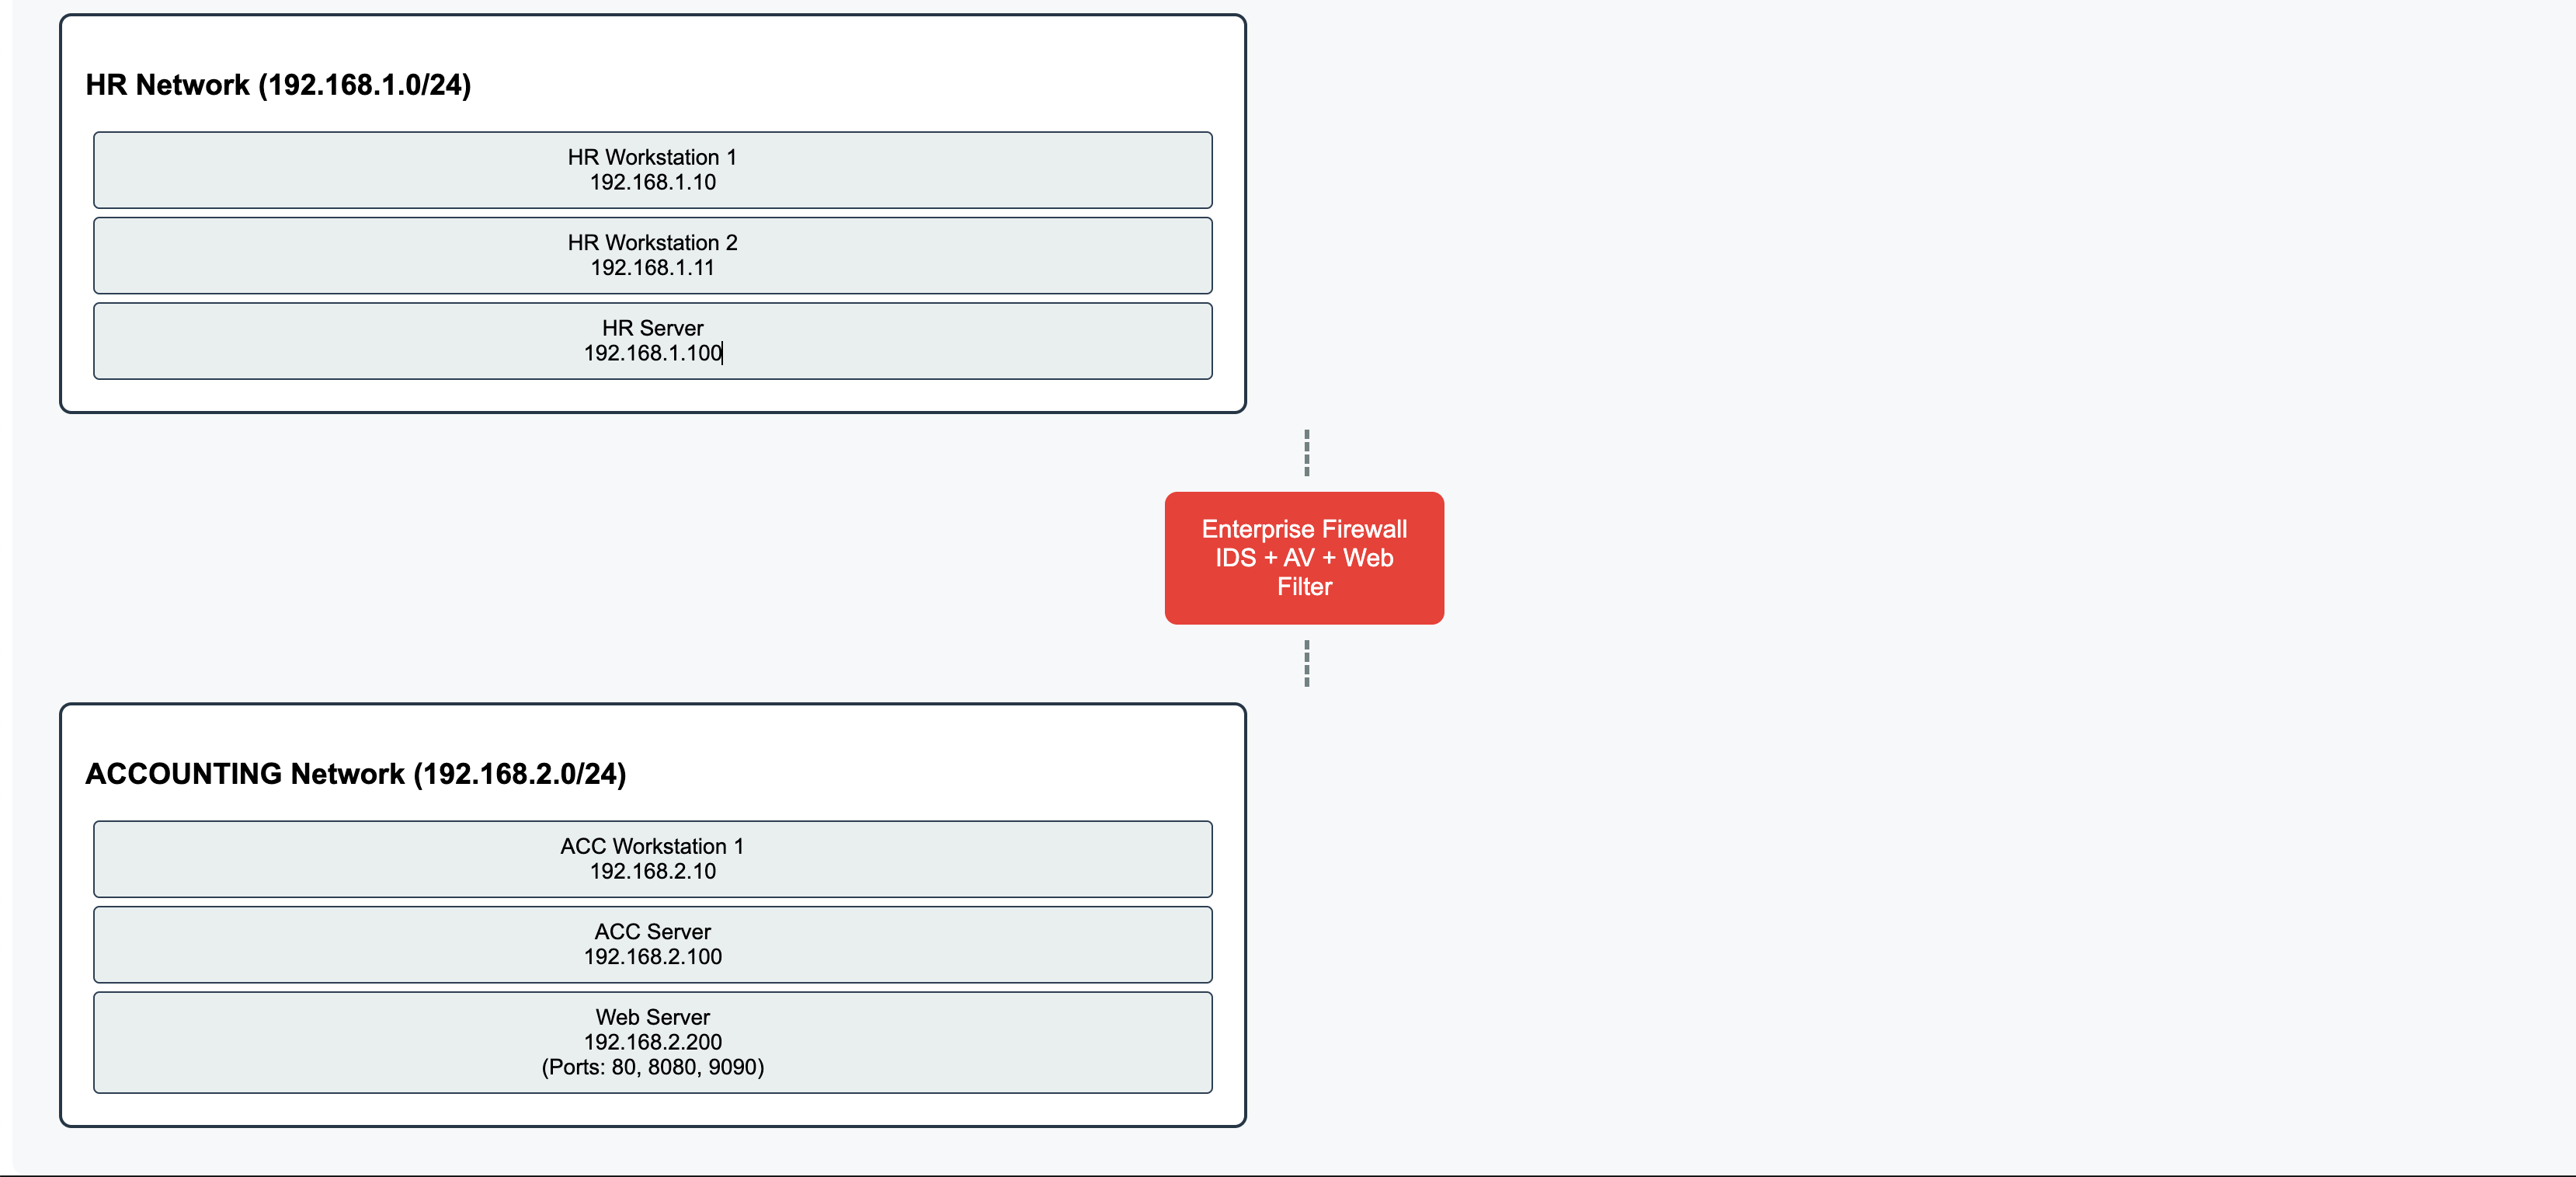 HR Network (192.168.1.0/24)
HR Workstation 1
192.168.1.10
HR Workstation 2
192.168.1.11
HR Server
192.168.1.100
Enterprise Firewall
IDS + AV + Web
Filter
ACCOUNTING Network (192.168.2.0/24)
ACC Workstation 1
192.168.2.10
ACC Server
192.168.2.100
Web Server
192.168.2.200
(Ports: 80, 8080, 9090)